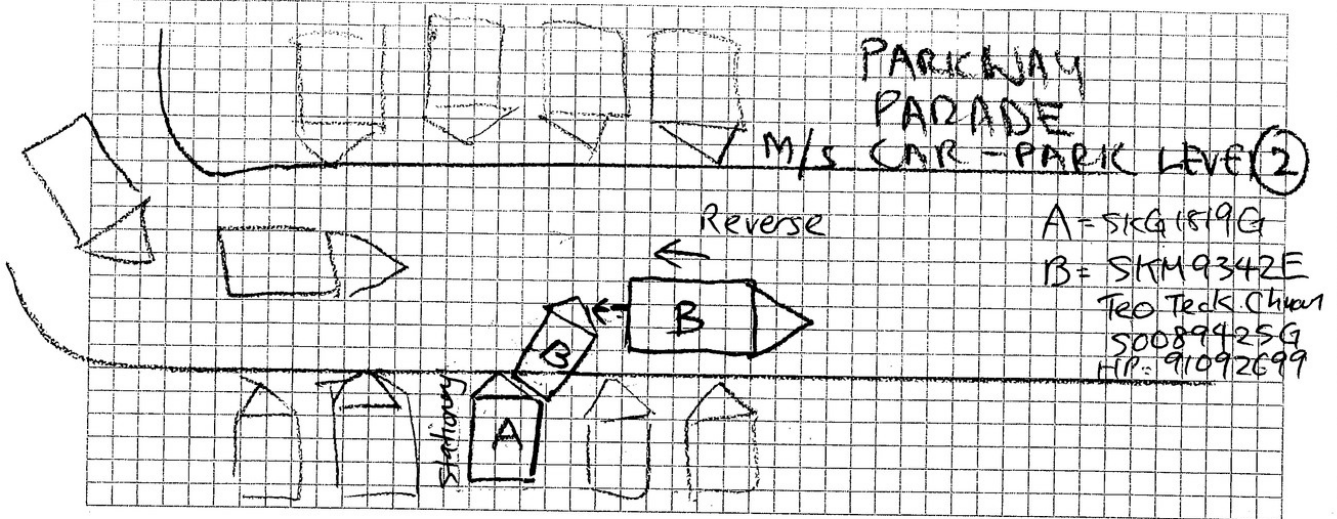 PARKWAY
PARADE
M/S CAR-PARK LEVEL 2
Reverse
A = SKG1819G
B = SKM9342E
Teo Teck Chuan
S0089425G
HP: 91092699
B
B
Stationary
A